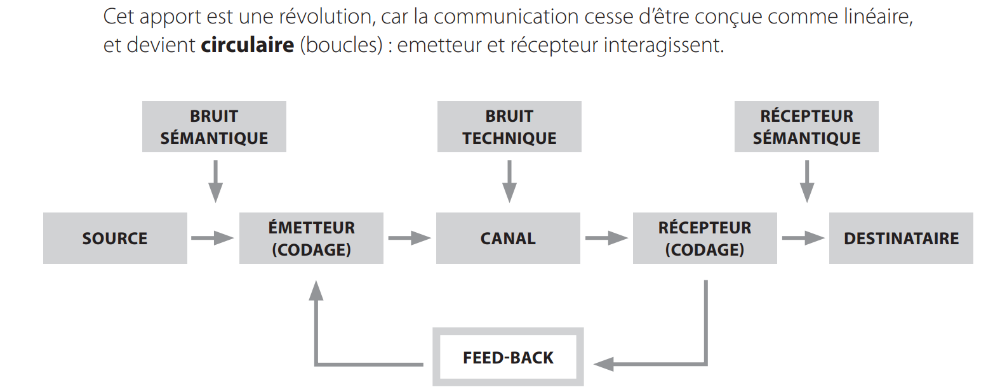 Cet apport est une révolution, car la communication cesse d’être conçue comme linéaire,
et devient circulaire (boucles) : emetteur et récepteur interagissent.
BRUIT
SÉMANTIQUE
BRUIT
TECHNIQUE
RÉCEPTEUR
SÉMANTIQUE
SOURCE
ÉMETTEUR
(CODAGE)
CANAL
RÉCEPTEUR
(CODAGE)
DESTINATAIRE
FEED-BACK